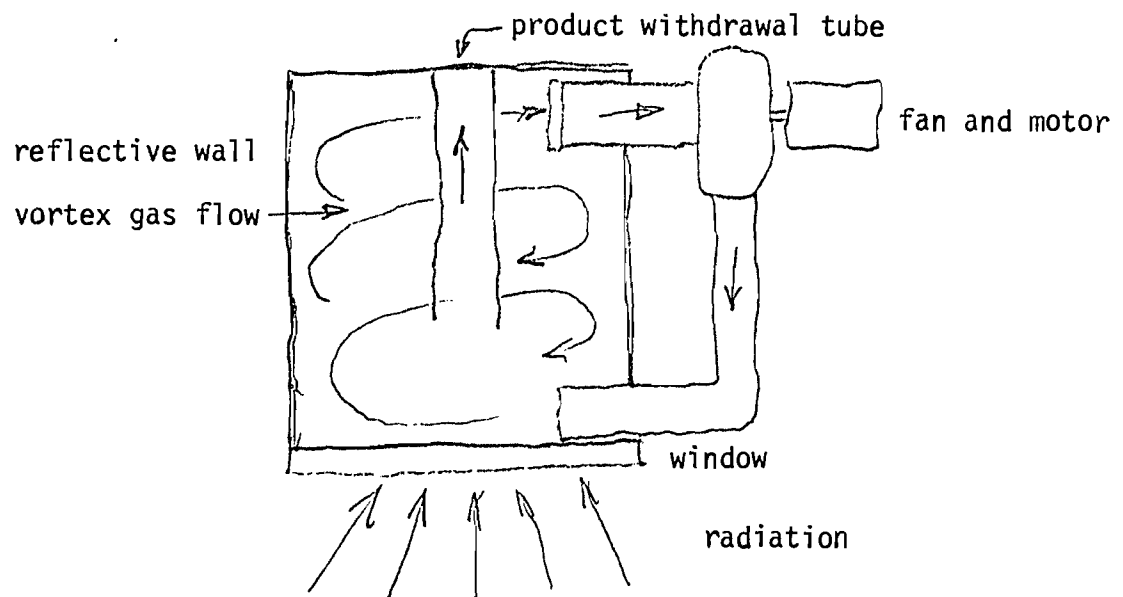 product withdrawal tube
fan and motor
reflective wall
vortex gas flow
window
radiation